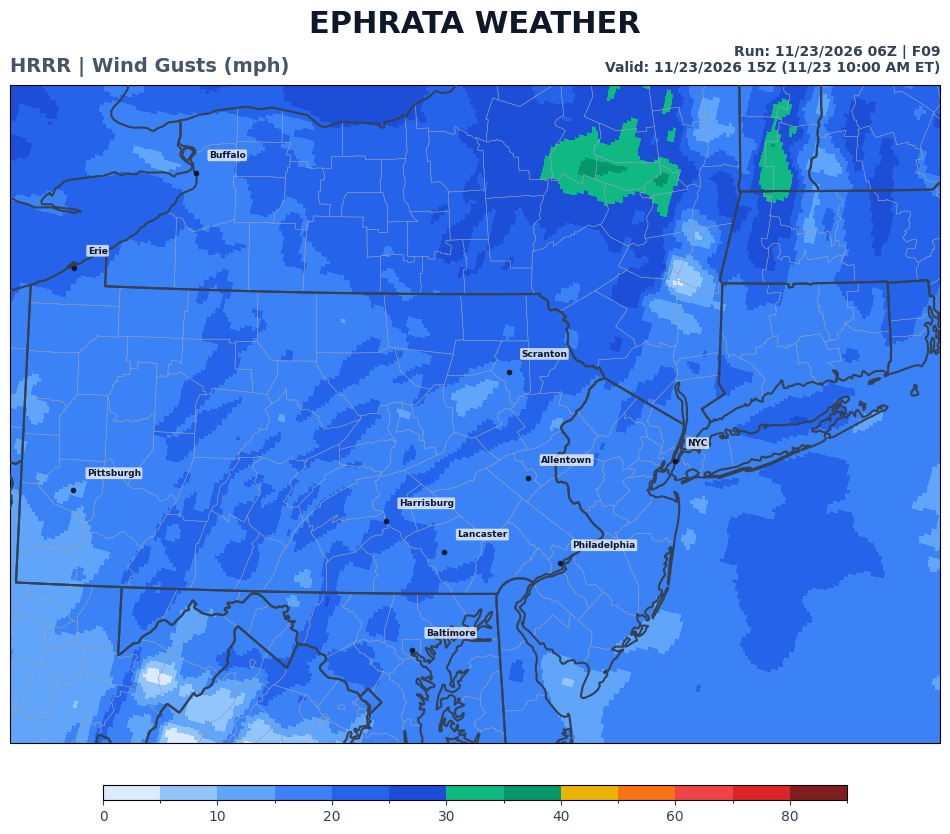 EPHRATA WEATHER
HRRR | Wind Gusts (mph)
Run: 11/23/2026 06Z | F09
Valid: 11/23/2026 15Z (11/23 10:00 AM ET)
Buffalo
Erie
Scranton
NYC
Allentown
Pittsburgh
Harrisburg
Lancaster
Philadelphia
Baltimore
0 10 20 30 40 50 60 70 80